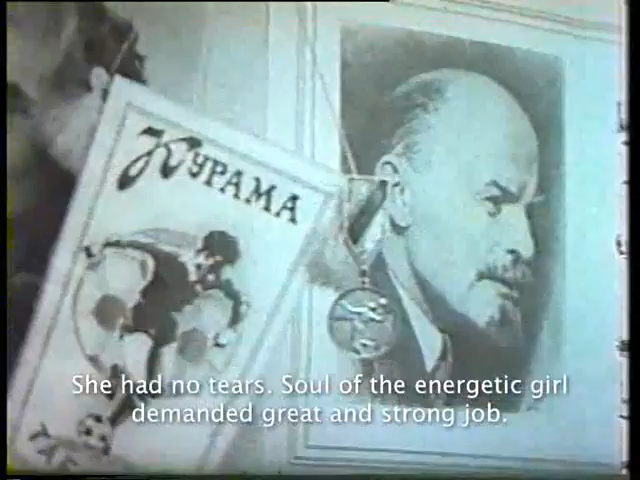 Курама
She had no tears. Soul of the energetic girl
demanded great and strong job.